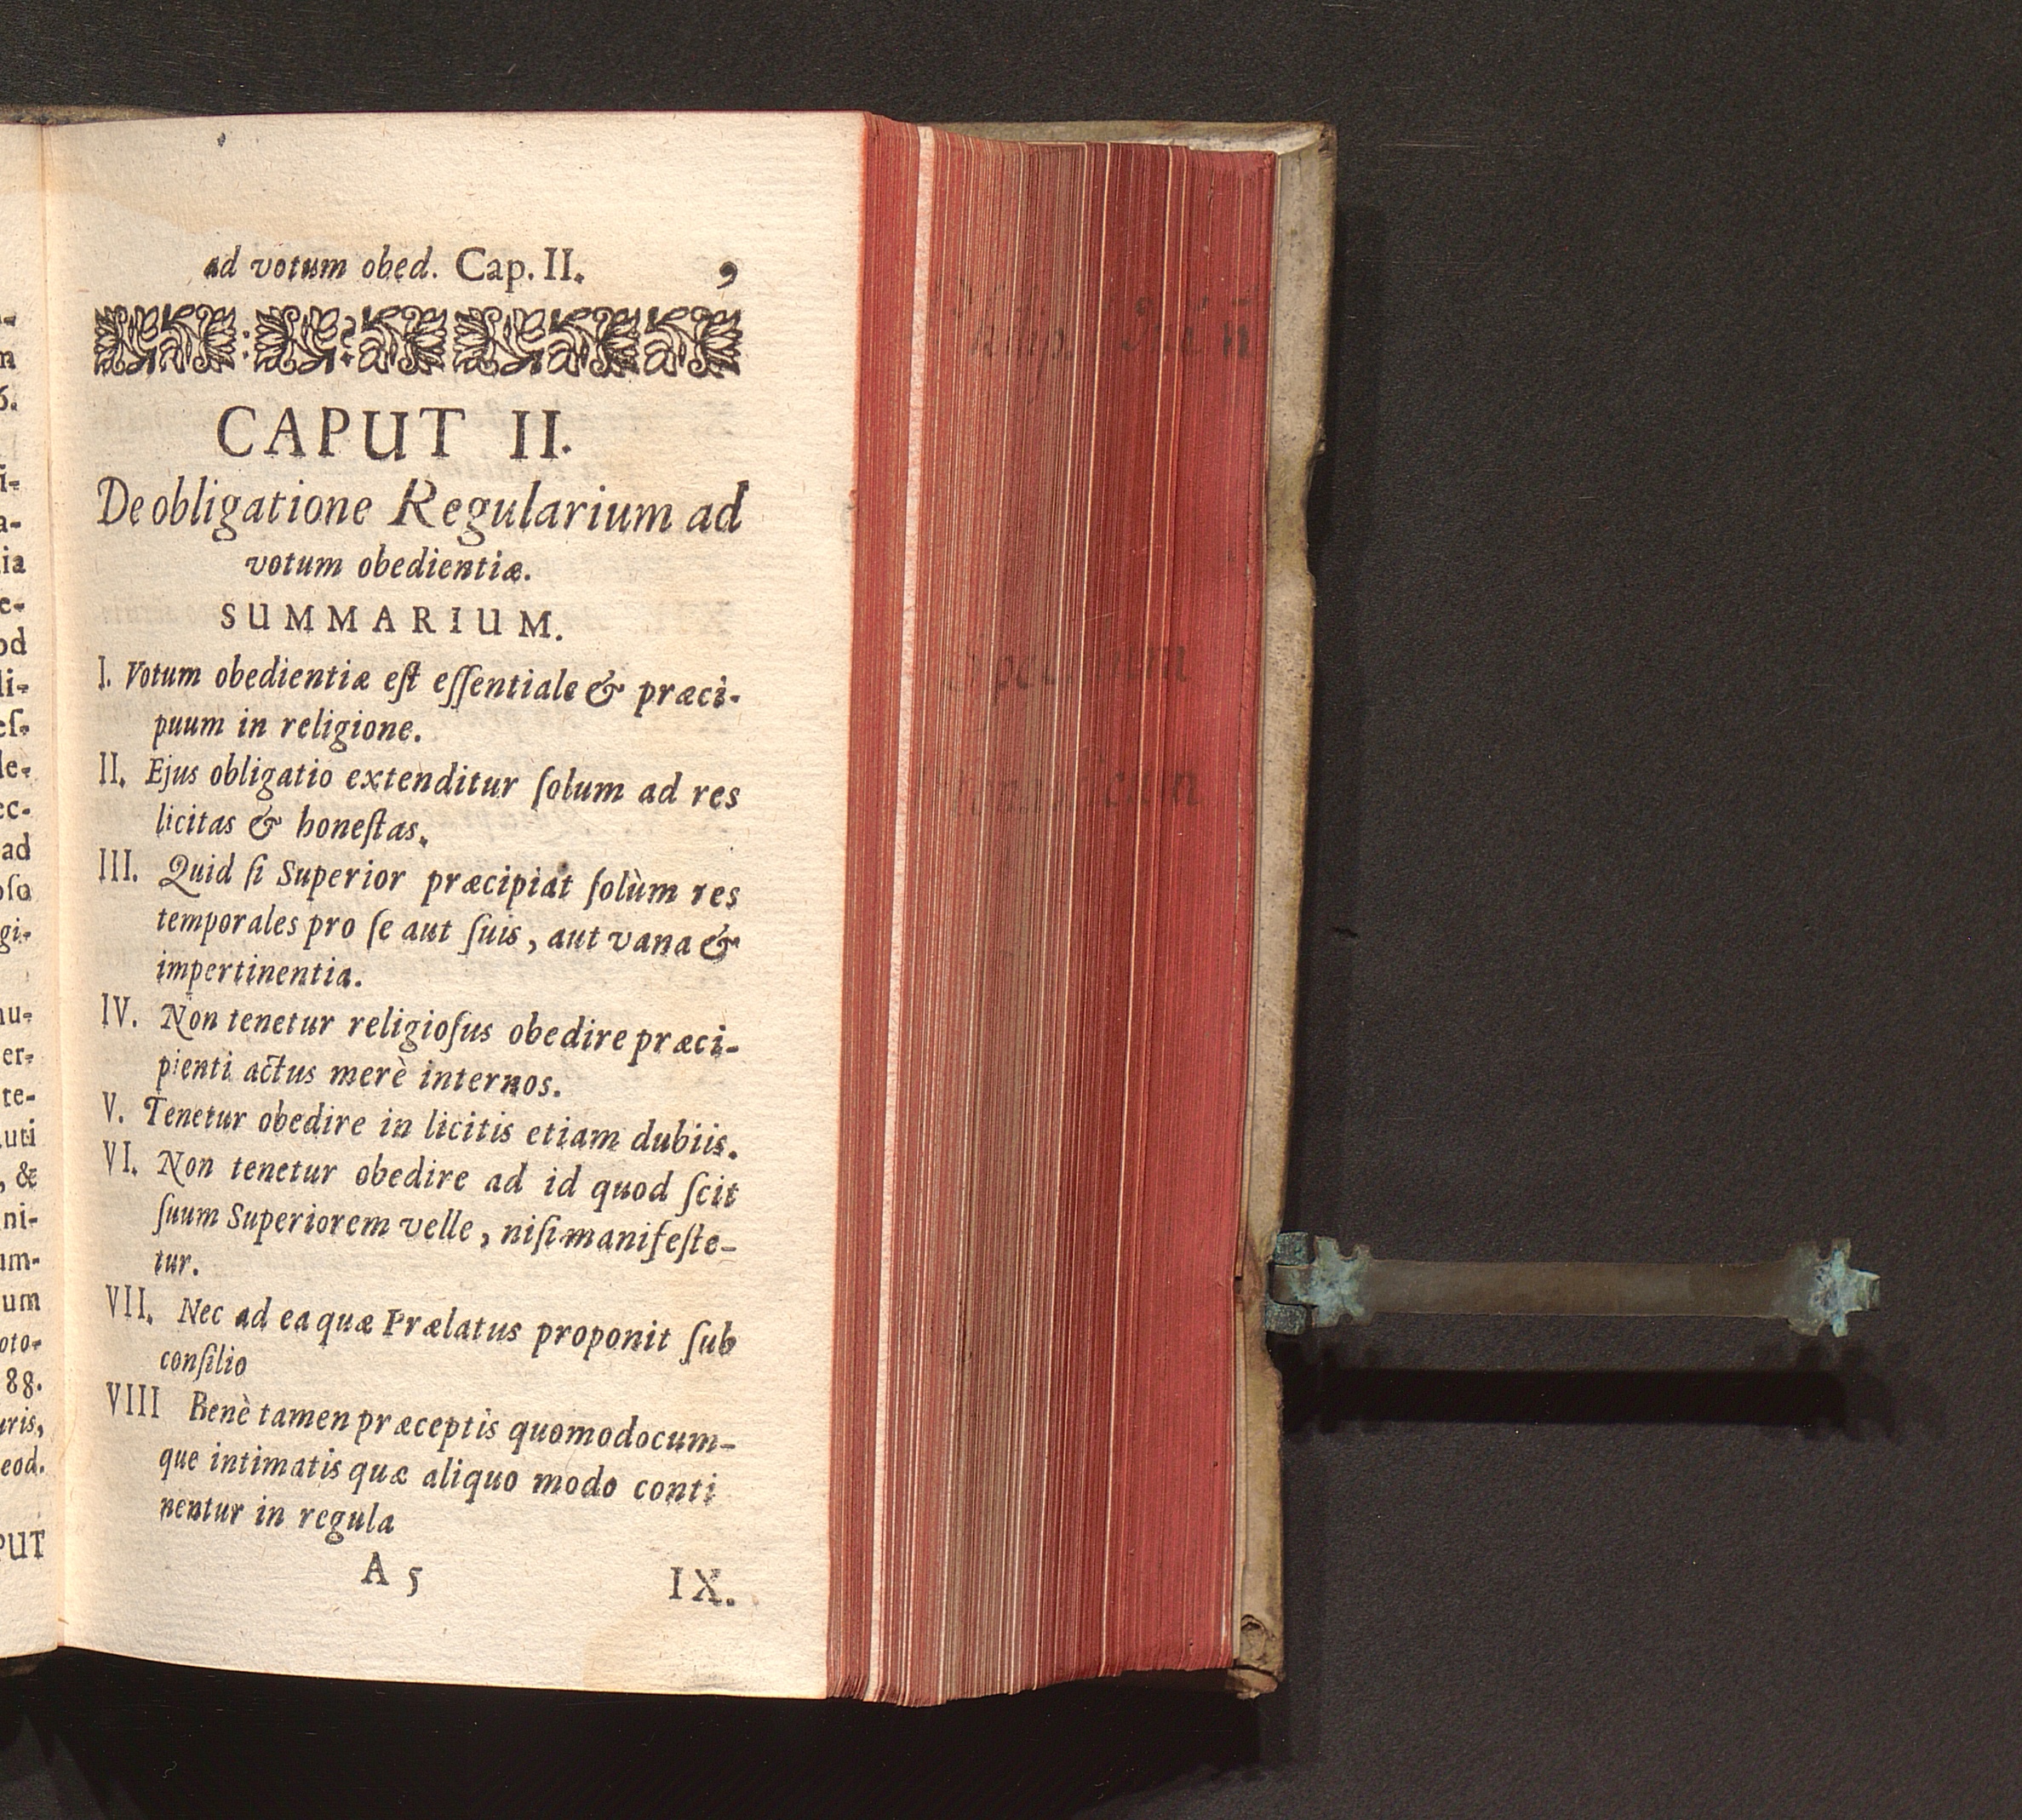 ad votum obed. Cap. II. 9
CAPUT II.
De obligatione Regularium ad
votum obedientiæ.
SUMMARIUM.
I. Votum obedientiæ eſt eſſentiale & præci-
puum in religione.
II. Ejus obligatio extenditur ſolum ad res
licitas & honeſtas.
III. Quid ſi Superior præcipiat ſolùm res
temporales pro ſe aut ſuis, aut vana &
impertinentia.
IV. Non tenetur religioſus obedire præci-
pienti actus merè internos.
V. Tenetur obedire in licitis etiam dubiis.
VI. Non tenetur obedire ad id quod ſcit
ſuum Superiorem velle, niſi manifeſte-
tur.
VII. Nec ad ea quæ Prælatus proponit ſub
conſilio
VIII Benè tamen præceptis quomodocum-
que intimatis quæ aliquo modo conti
nentur in regula
A 5 IX.